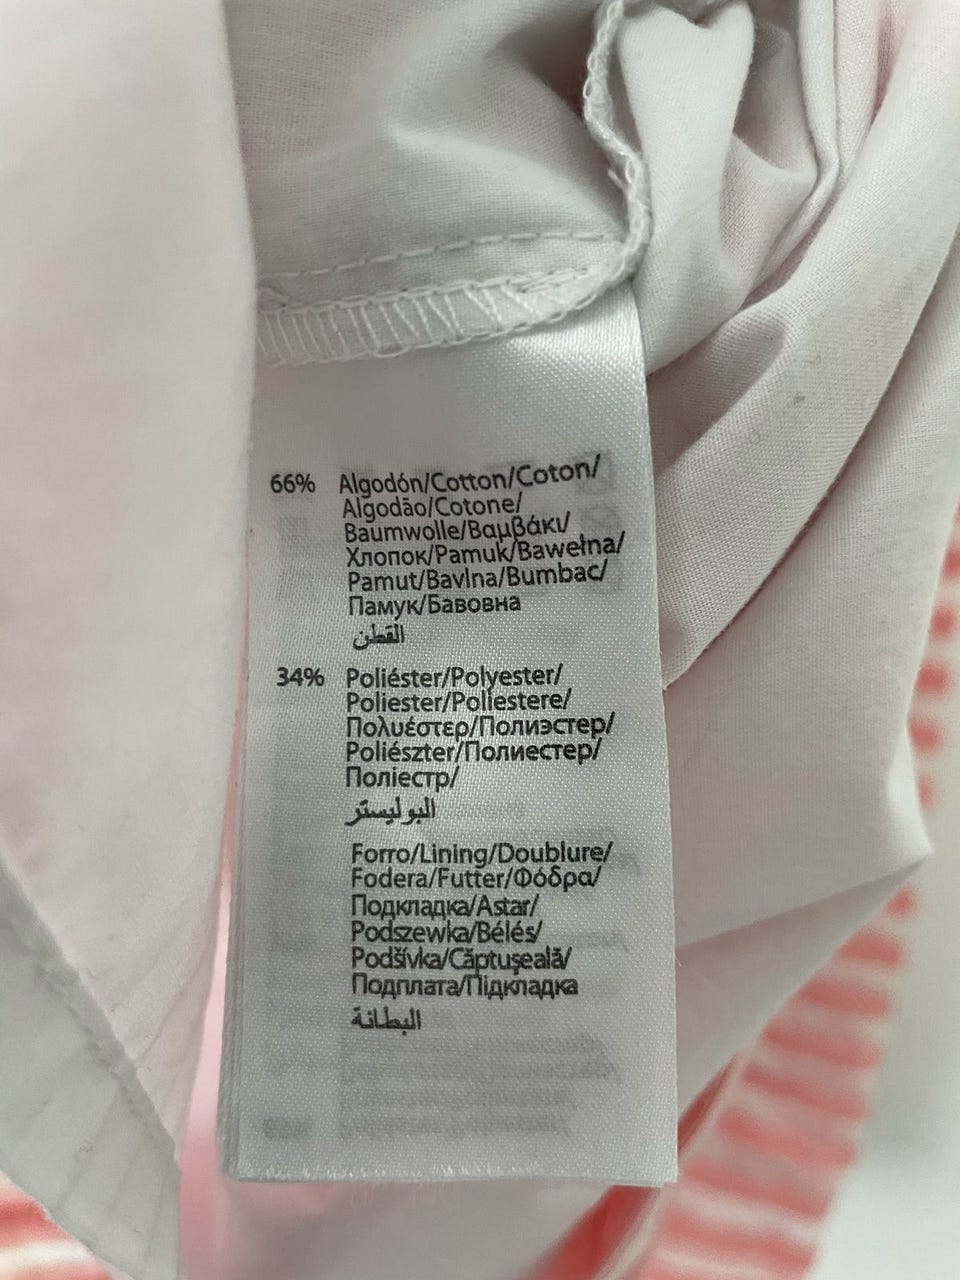 66% Algodón/Cotton/Coton/
Algodão/Cotone/
Baumwolle/Βαμβάκι/
Хлопок/Pamuk/Bawełna/
Pamut/Bavlna/Bumbac/
Памук/Бавовна
القطن
34% Poliéster/Polyester/
Poliester/Poliestere/
Πολυέστερ/Полиэстер/
Poliészter/Полиестер/
Поліестр/
البوليستر
Forro/Lining/Doublure/
Fodera/Futter/Φόδρα/
Подкладка/Astar/
Podszewka/Bélés/
Podšívka/Căptuşeală/
Подплата/Підкладка
البطانة